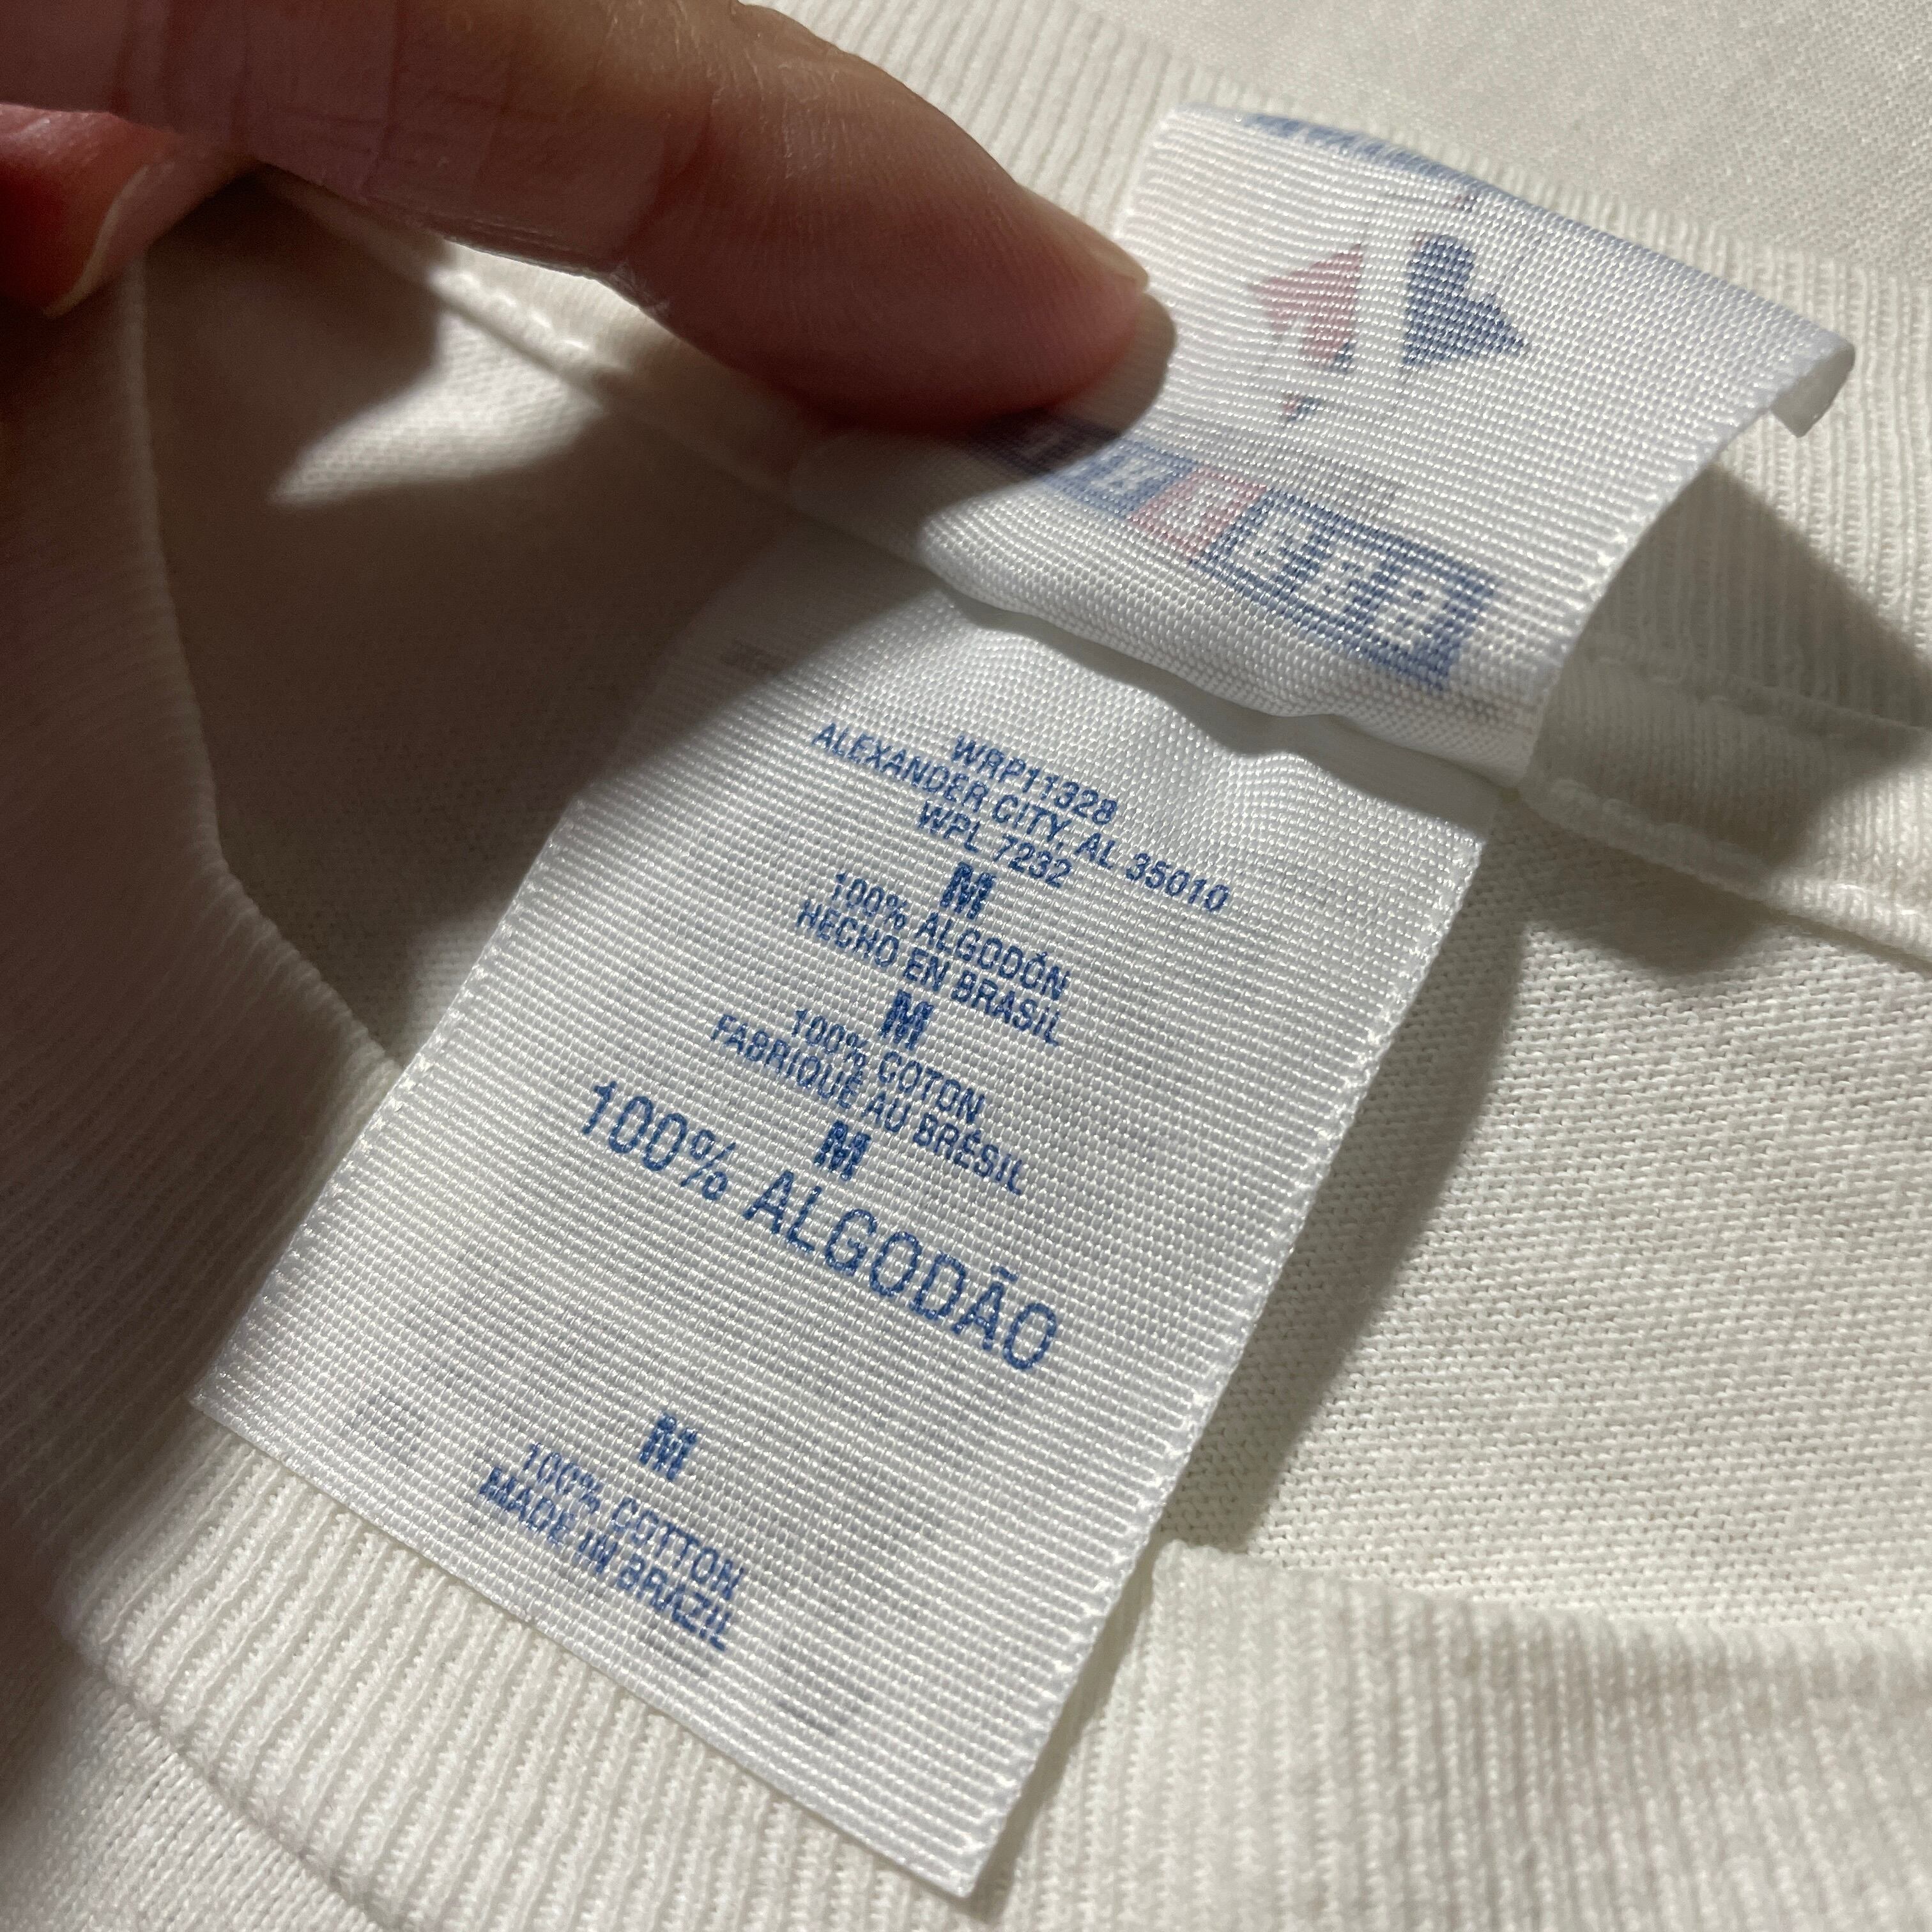 WRP11328
ALEXANDER CITY, AL 35010
WPL 7232
M
100% ALGODÓN
HECHO EN BRASIL
M
100% COTON
FABRIQUÉ AU BRÉSIL
M
100% ALGODÃO
M
100% COTTON
MADE IN BRAZIL